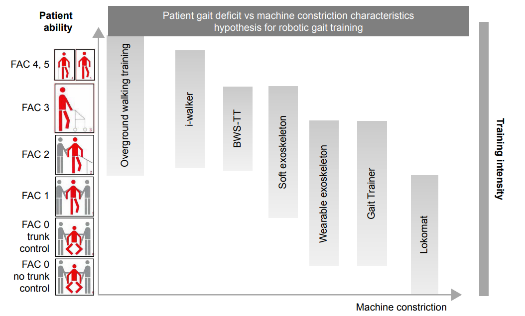 Patient
ability
Patient gait deficit vs machine constriction characteristics
hypothesis for robotic gait training
FAC 4, 5
FAC 3
FAC 2
FAC 1
FAC 0
trunk
control
FAC 0
no trunk
control
Overground walking training
i-walker
BWS-TT
Soft exoskeleton
Wearable exoskeleton
Gait Trainer
Lokomat
Training intensity
Machine constriction